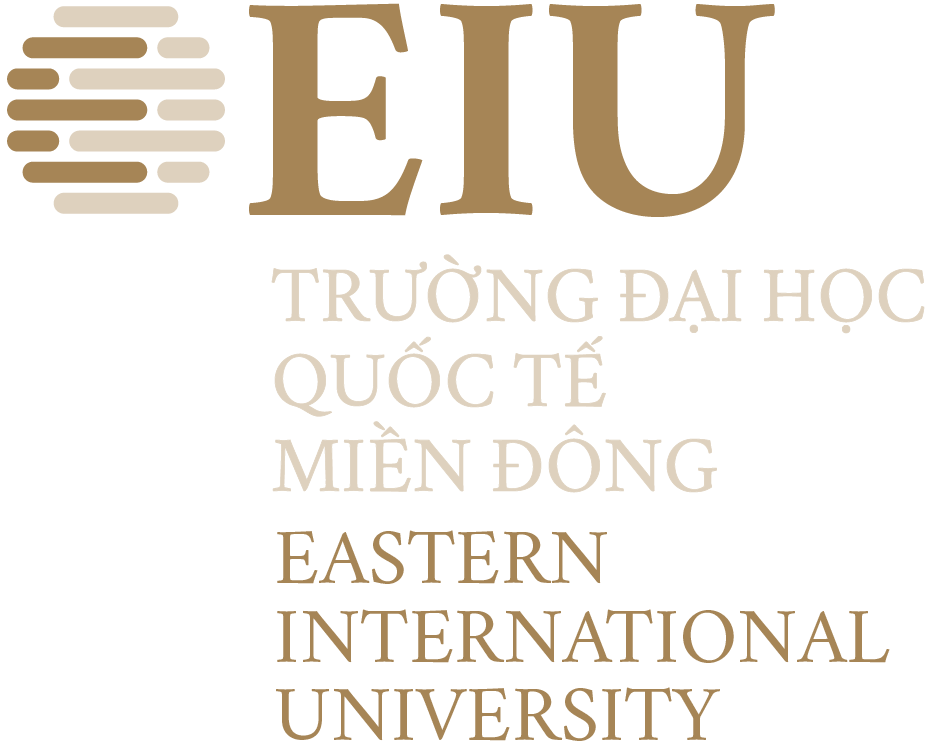 EIU
TRƯỜNG ĐẠI HỌC
QUỐC TẾ
MIỀN ĐÔNG
EASTERN
INTERNATIONAL
UNIVERSITY